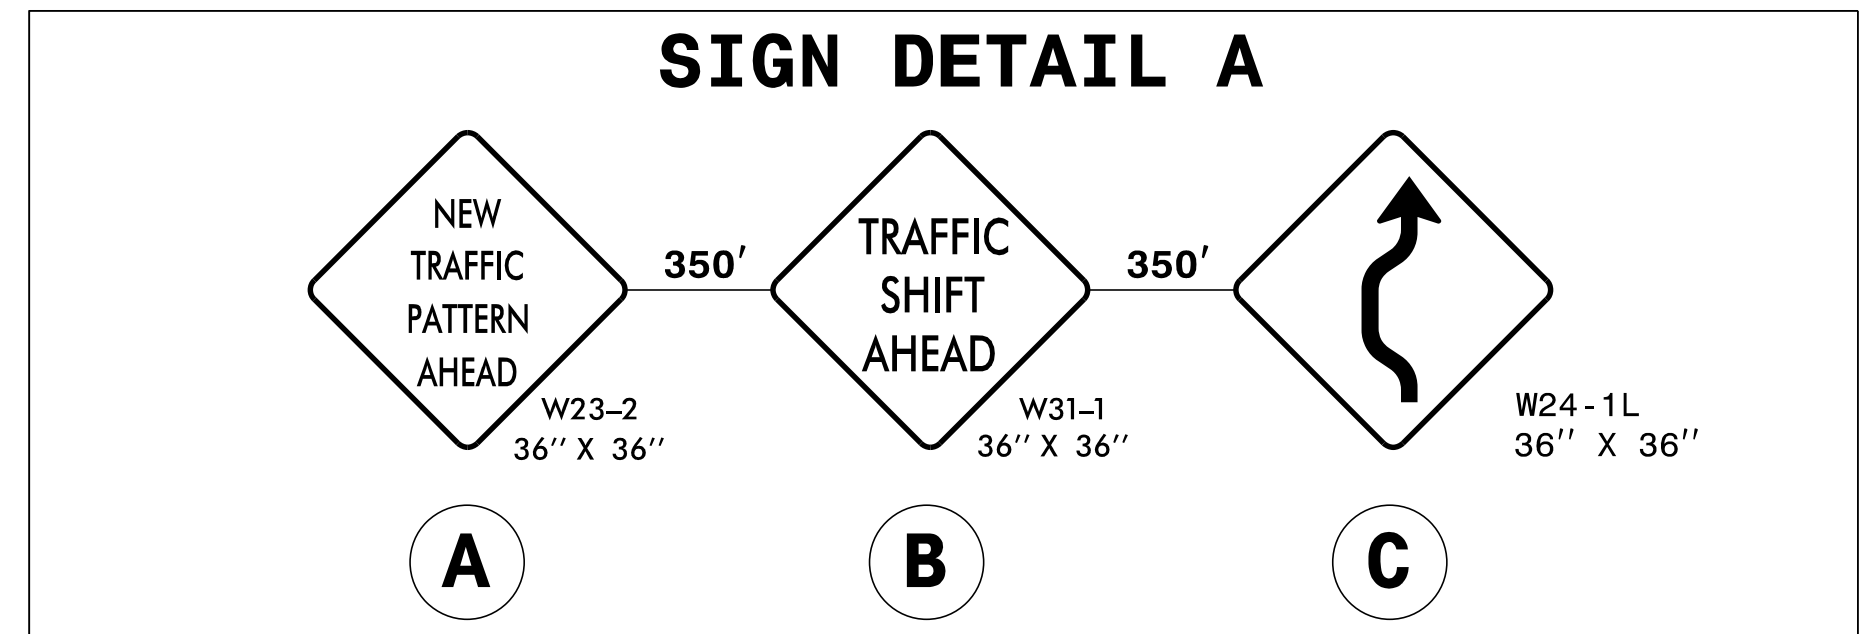 SIGN DETAIL A
NEW
TRAFFIC
PATTERN
AHEAD
W23-2
36'' X 36''
A
350'
TRAFFIC
SHIFT
AHEAD
W31-1
36'' X 36''
B
350'
W24-1L
36'' X 36''
C